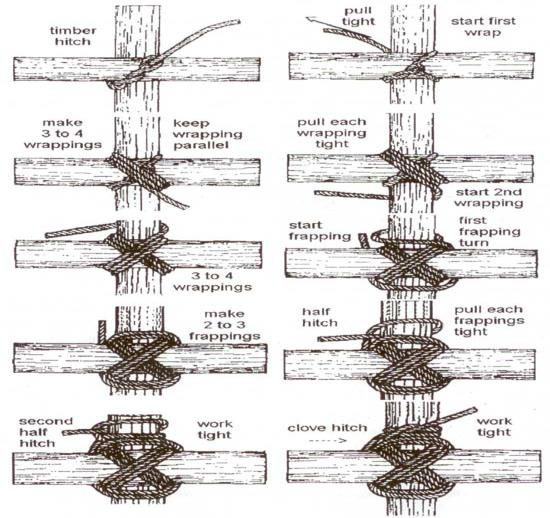 timber
hitch
pull
tight
start first
wrap
make
3 to 4
wrappings
keep
wrapping
parallel
pull each
wrapping
tight
start 2nd
wrapping
3 to 4
wrappings
start
frapping
first
frapping
turn
make
2 to 3
frappings
half
hitch
pull each
frappings
tight
second
half
hitch
work
tight
clove hitch
work
tight